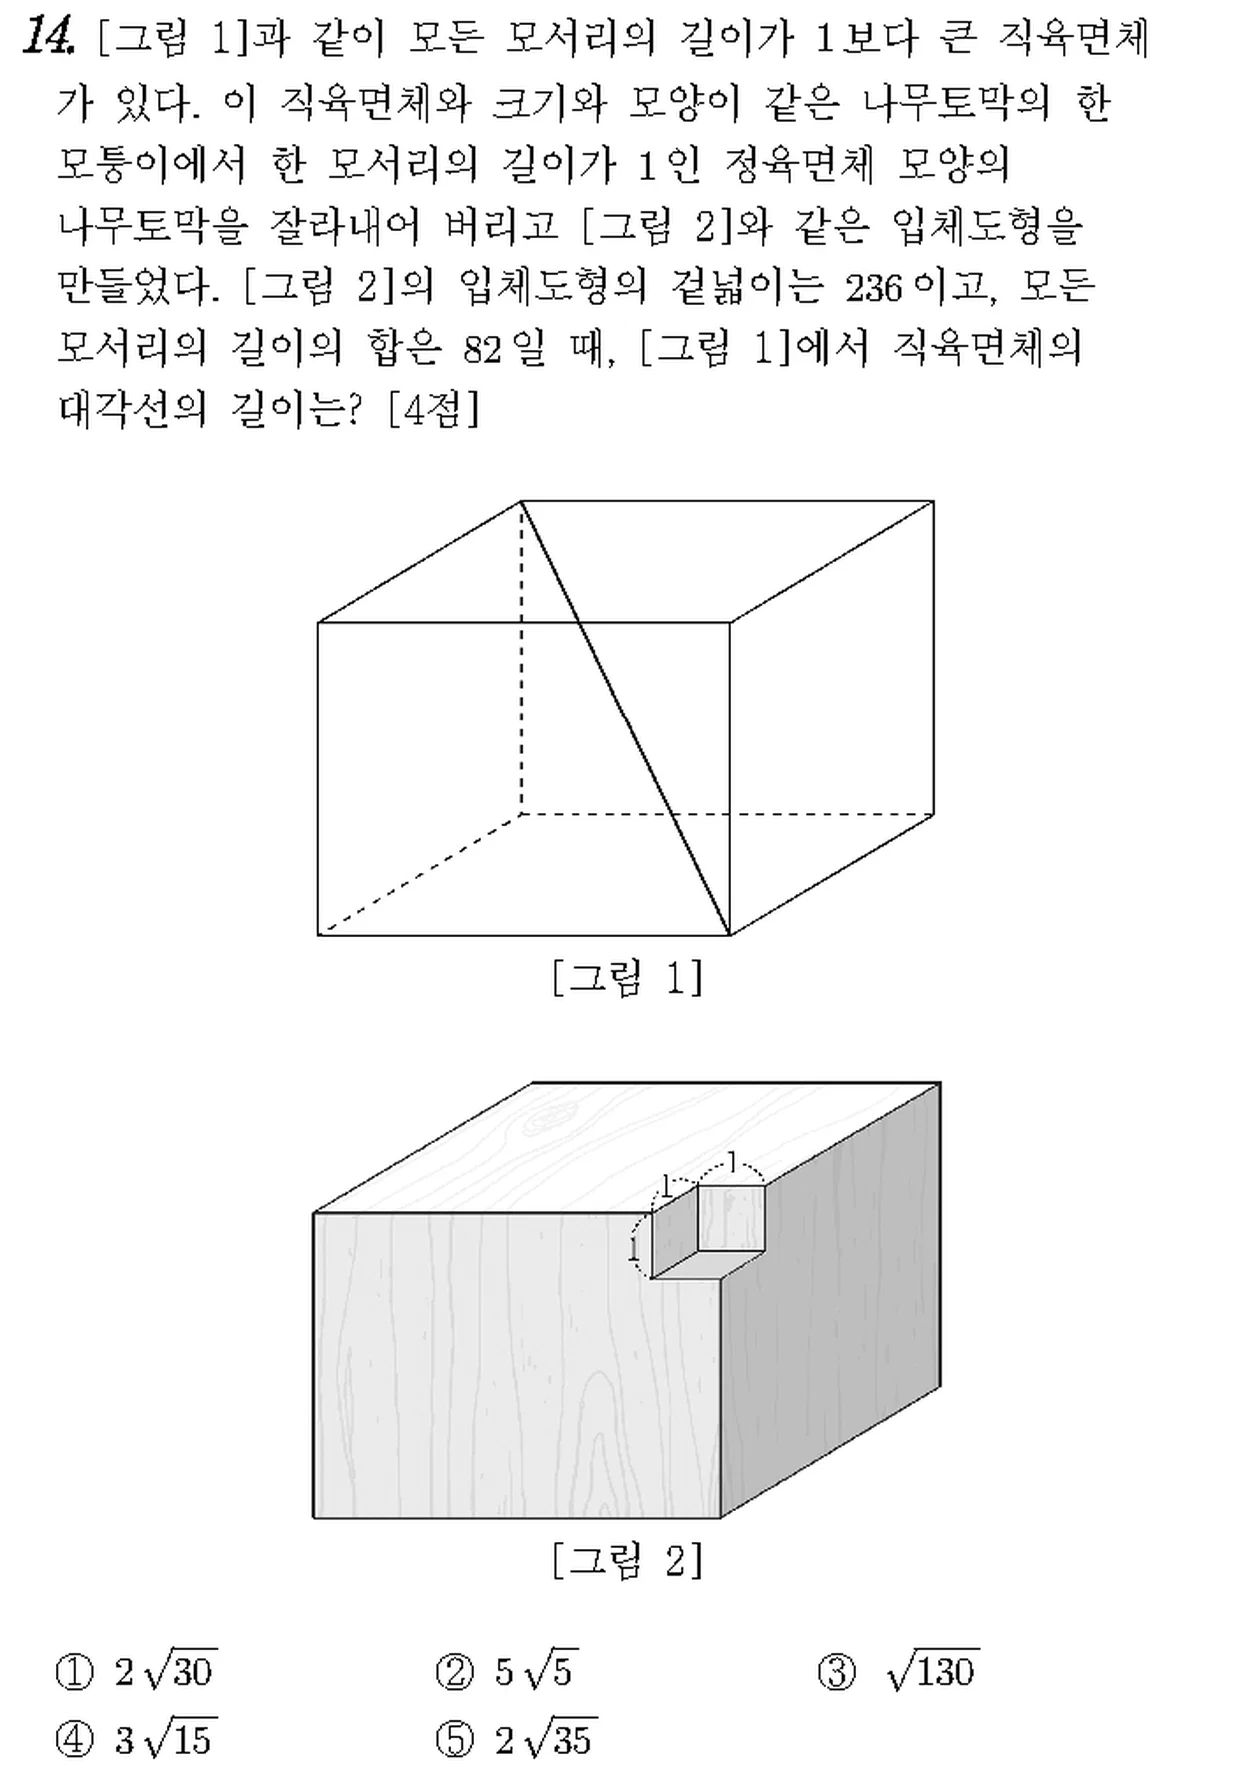 14. [그림 1]과 같이 모든 모서리의 길이가 1보다 큰 직육면체
가 있다. 이 직육면체와 크기와 모양이 같은 나무토막의 한
모퉁이에서 한 모서리의 길이가 1인 정육면체 모양의
나무토막을 잘라내어 버리고 [그림 2]와 같은 입체도형을
만들었다. [그림 2]의 입체도형의 겉넓이는 236이고, 모든
모서리의 길이의 합은 82일 때, [그림 1]에서 직육면체의
대각선의 길이는? [4점]
[그림 1]
1
1
1
[그림 2]
① 2√30 ② 5√5 ③ √130
④ 3√15 ⑤ 2√35